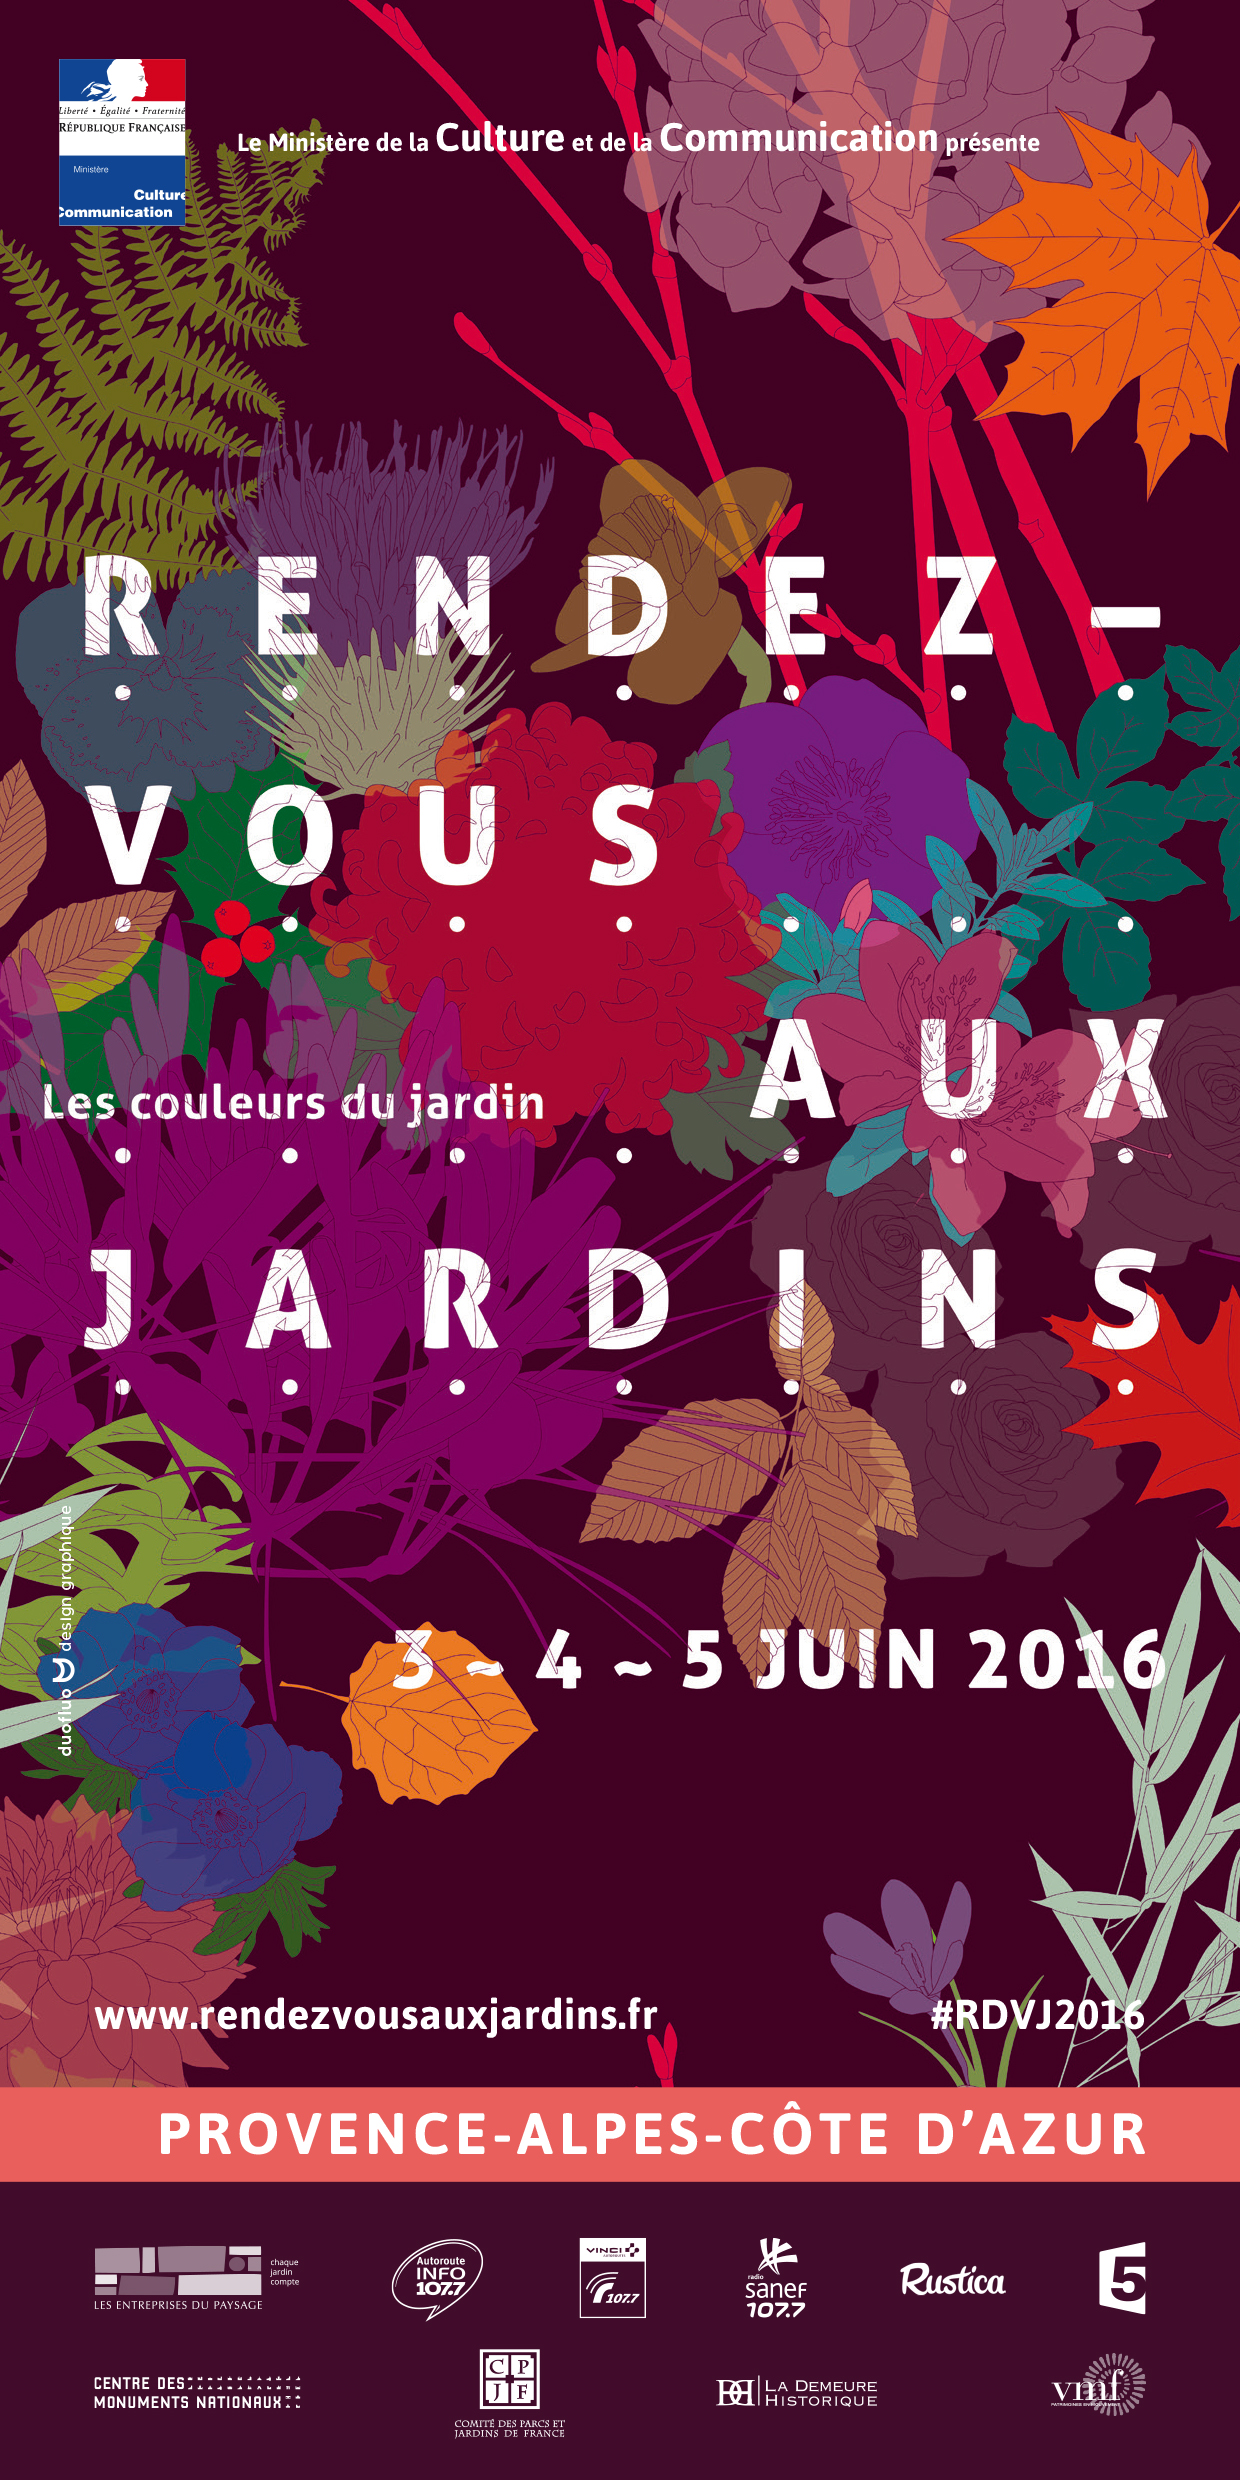 Liberté • Égalité • Fraternité
RÉPUBLIQUE FRANÇAISE
Ministère
Culture
Communication
Le Ministère de la Culture et de la Communication présente
RENDEZ–
VOUS
AUX
Les couleurs du jardin
JARDINS
duofluo design graphique
3 ~ 4 ~ 5 JUIN 2016
www.rendezvousauxjardins.fr
#RDVJ2016
PROVENCE-ALPES-CÔTE D’AZUR
chaque
jardin
compte
LES ENTREPRISES DU PAYSAGE
Autoroute
INFO
107.7
VINCI
AUTOROUTES
107.7
radio
sanef
107.7
Rustica
5
CENTRE DES
MONUMENTS NATIONAUX
C P
J F
COMITÉ DES PARCS ET
JARDINS DE FRANCE
LA DEMEURE
HISTORIQUE
vmf
PATRIMOINES EN MOUVEMENT